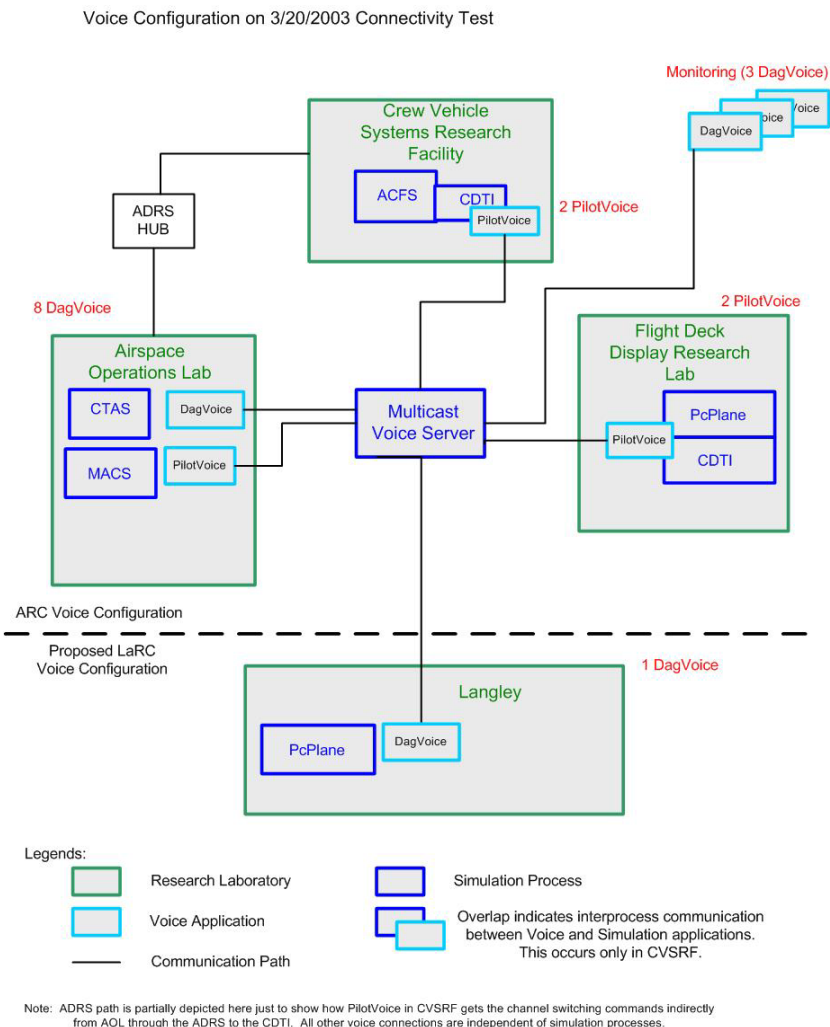 Voice Configuration on 3/20/2003 Connectivity Test
Monitoring (3 DagVoice)
Voice
Voice
DagVoice
Crew Vehicle
Systems Research
Facility
ACFS
CDTI
PilotVoice
2 PilotVoice
ADRS
HUB
8 DagVoice
2 PilotVoice
Airspace
Operations Lab
CTAS
DagVoice
MACS
PilotVoice
Multicast
Voice Server
Flight Deck
Display Research
Lab
PcPlane
PilotVoice
CDTI
ARC Voice Configuration
Proposed LaRC
Voice Configuration
1 DagVoice
Langley
PcPlane
DagVoice
Legends:
Research Laboratory
Simulation Process
Voice Application
Overlap indicates interprocess communication
between Voice and Simulation applications.
This occurs only in CVSRF.
Communication Path
Note: ADRS path is partially depicted here just to show how PilotVoice in CVSRF gets the channel switching commands indirectly
from AOL through the ADRS to the CDTI. All other voice connections are independent of simulation processes.